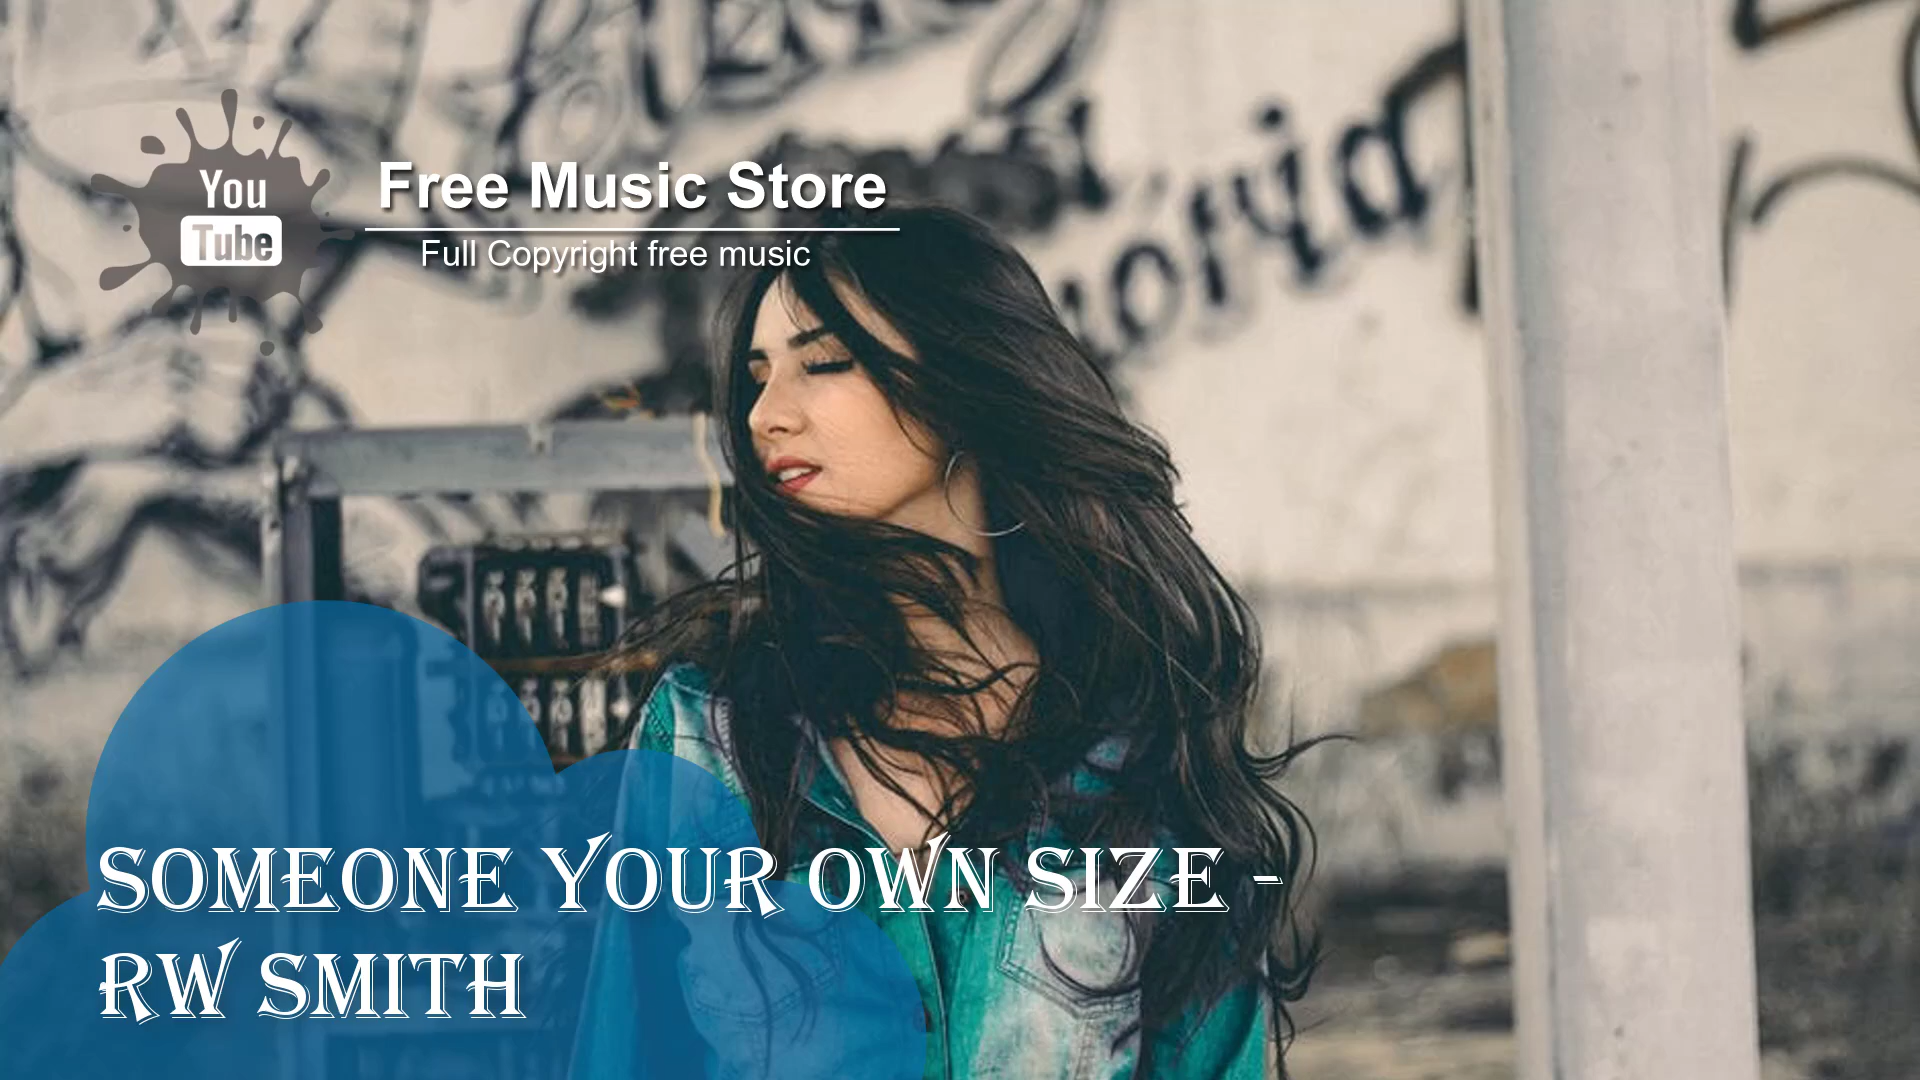 You
Tube
Free Music Store
Full Copyright free music
SOMEONE YOUR OWN SIZE -
RW SMITH